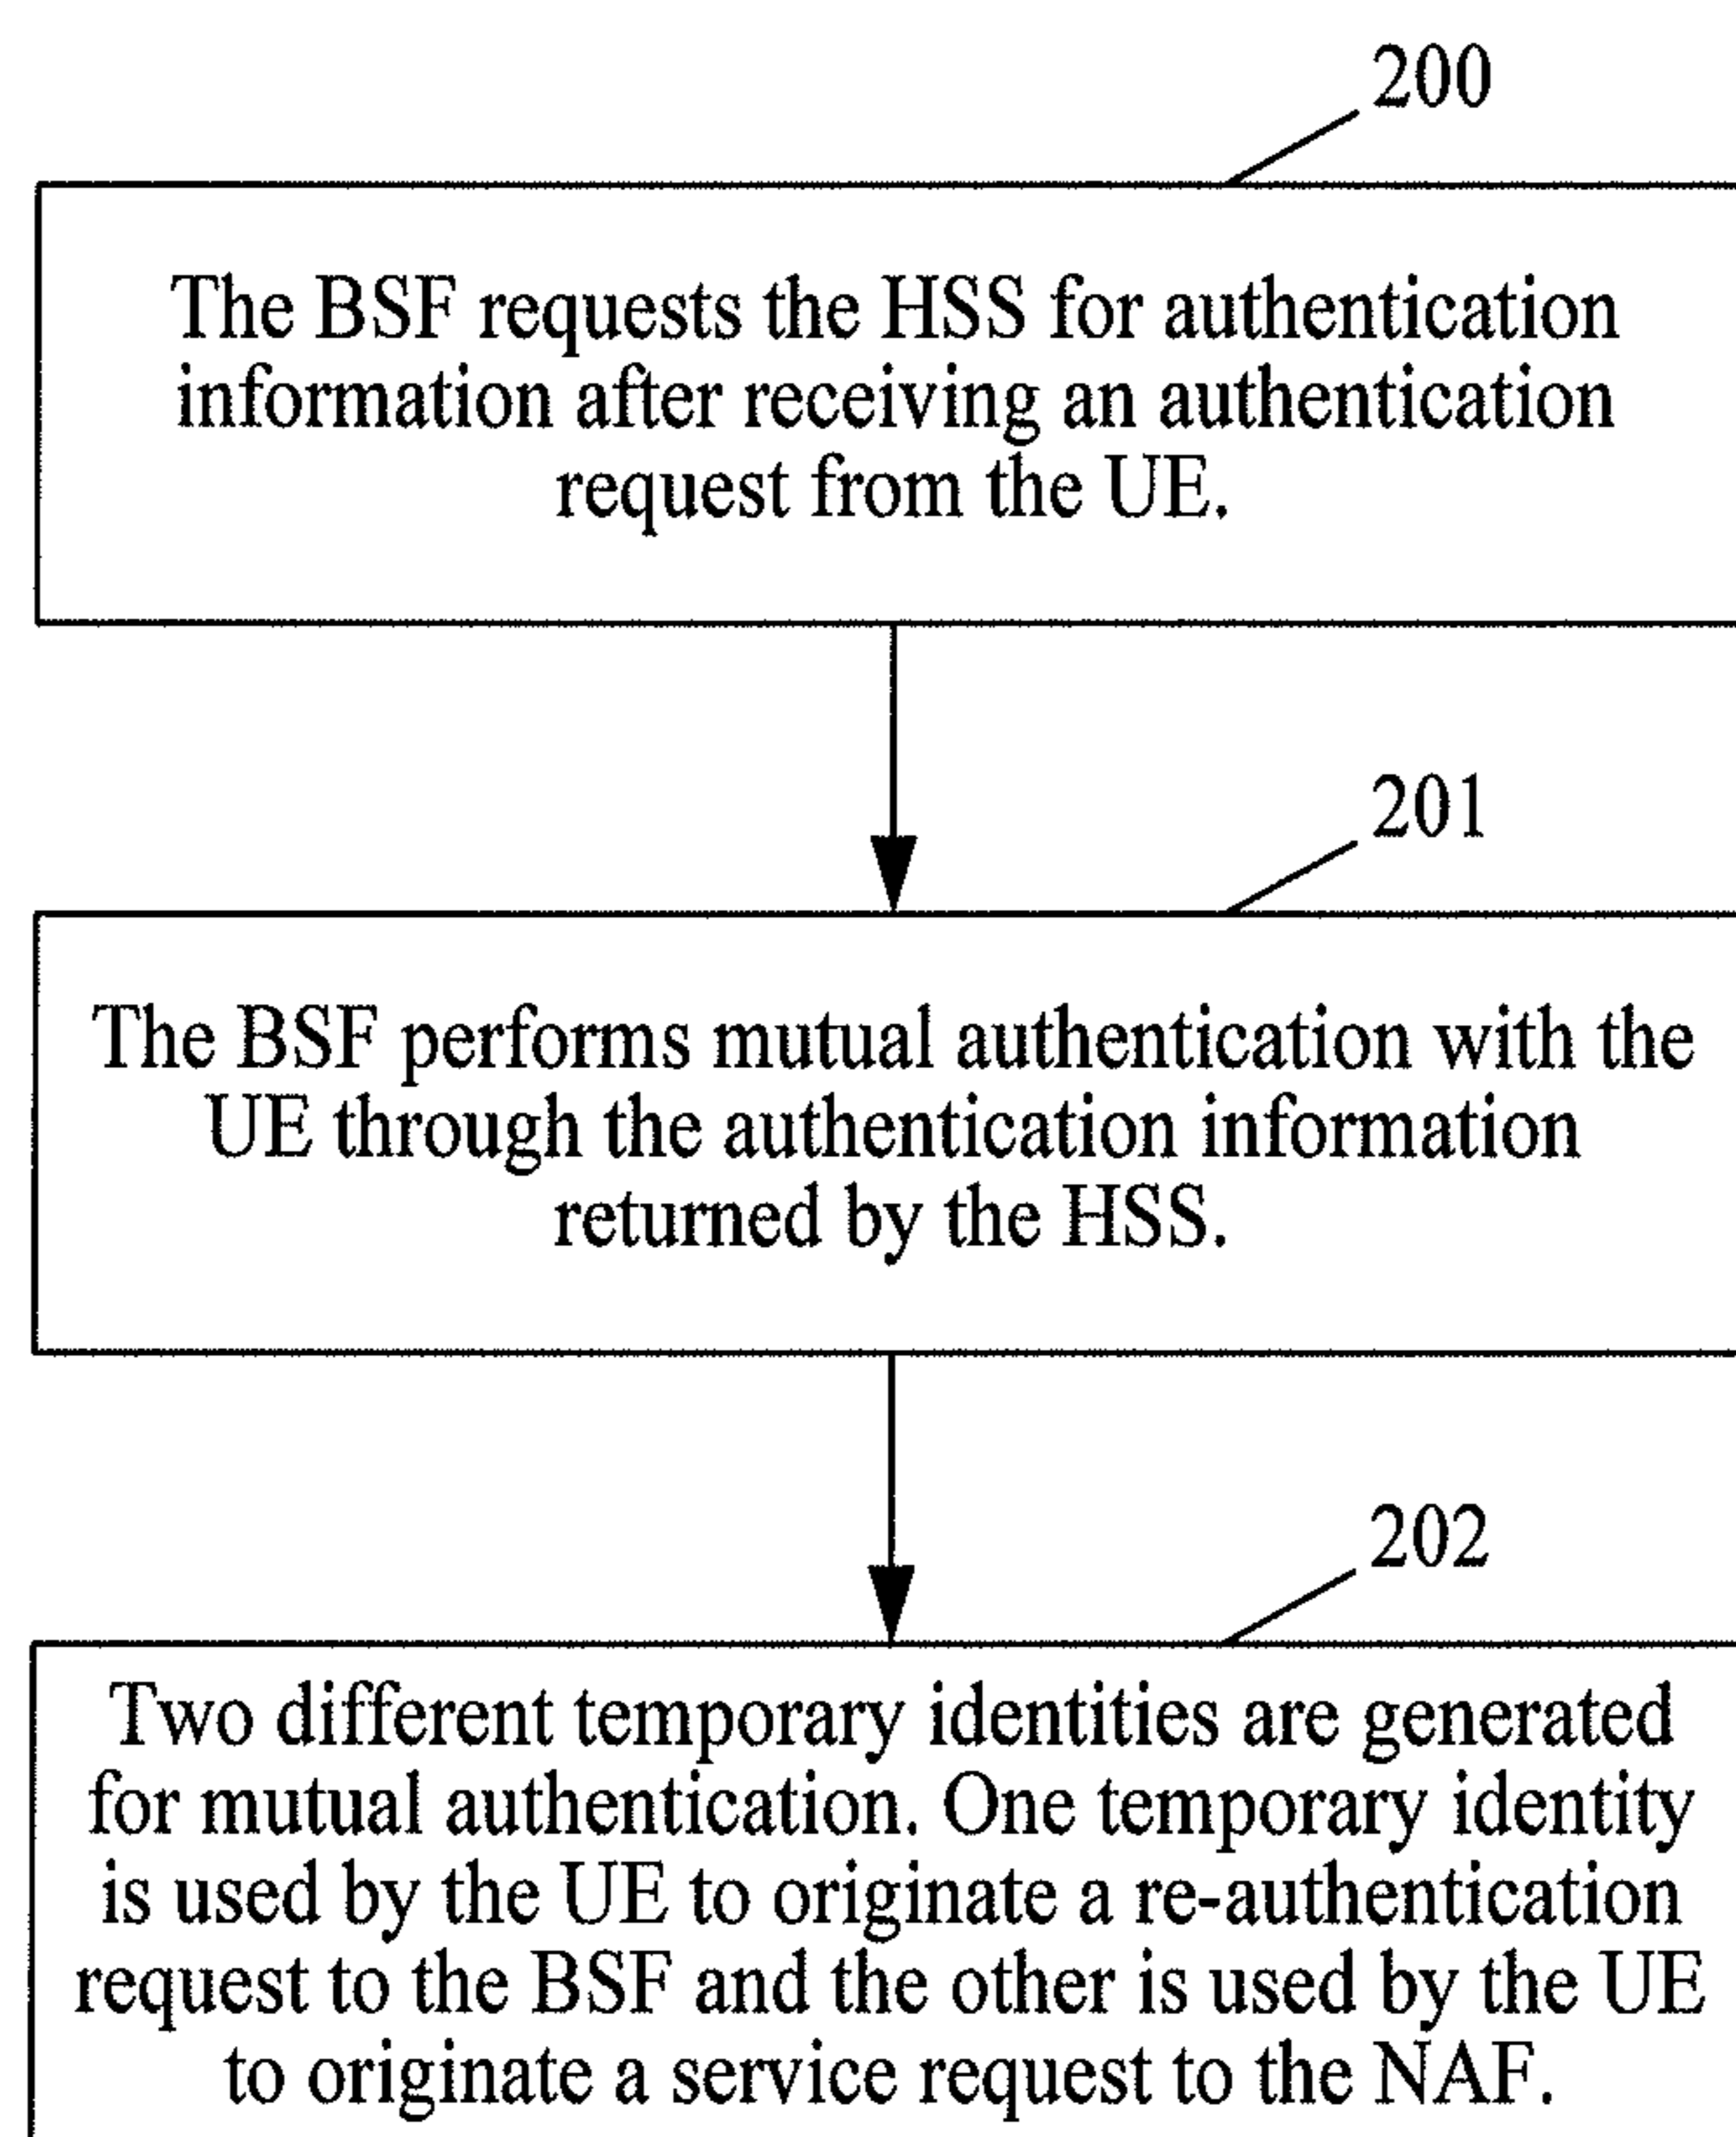 200
The BSF requests the HSS for authentication
information after receiving an authentication
request from the UE.
201
The BSF performs mutual authentication with the
UE through the authentication information
returned by the HSS.
202
Two different temporary identities are generated
for mutual authentication. One temporary identity
is used by the UE to originate a re-authentication
request to the BSF and the other is used by the UE
to originate a service request to the NAF.